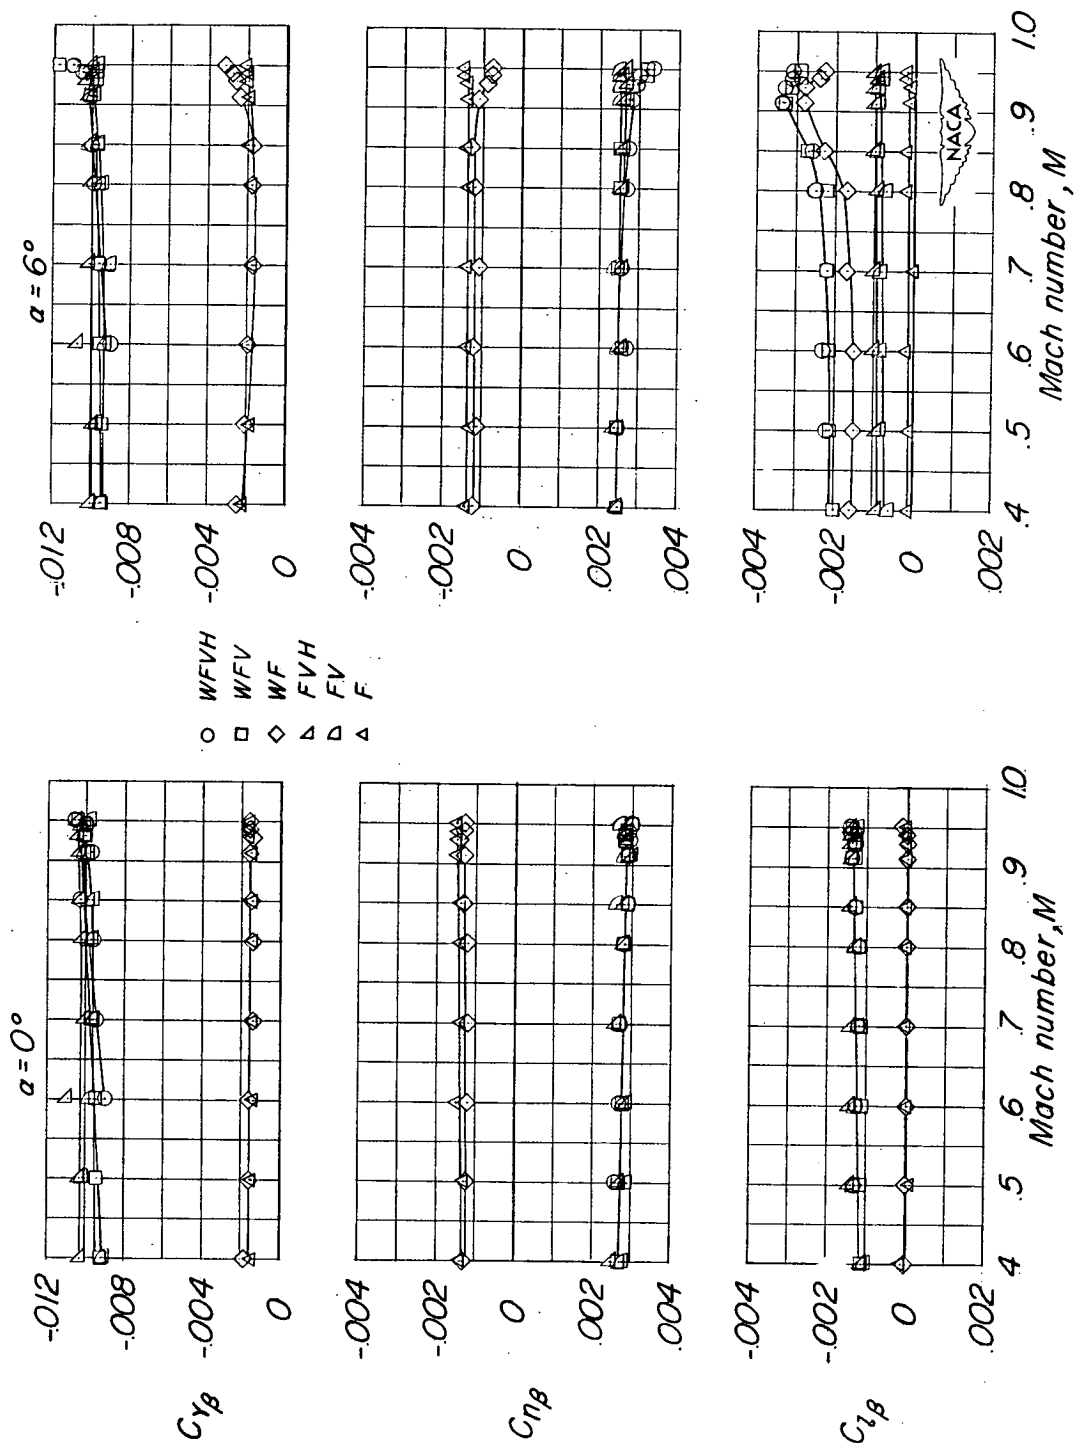 a = 6°
-.012
-.008
-.004
0
-.004
-.002
0
.002
.004
-.004
-.002
0
.002
NACA
.4 .5 .6 .7 .8 .9 1.0
Mach number, M
WFVH
WFV
WF
FVH
FV
F
a = 0°
-.012
-.008
-.004
0
CYβ
-.004
-.002
0
.002
.004
Cnβ
-.004
-.002
0
.002
Clβ
.4 .5 .6 .7 .8 .9 1.0
Mach number, M